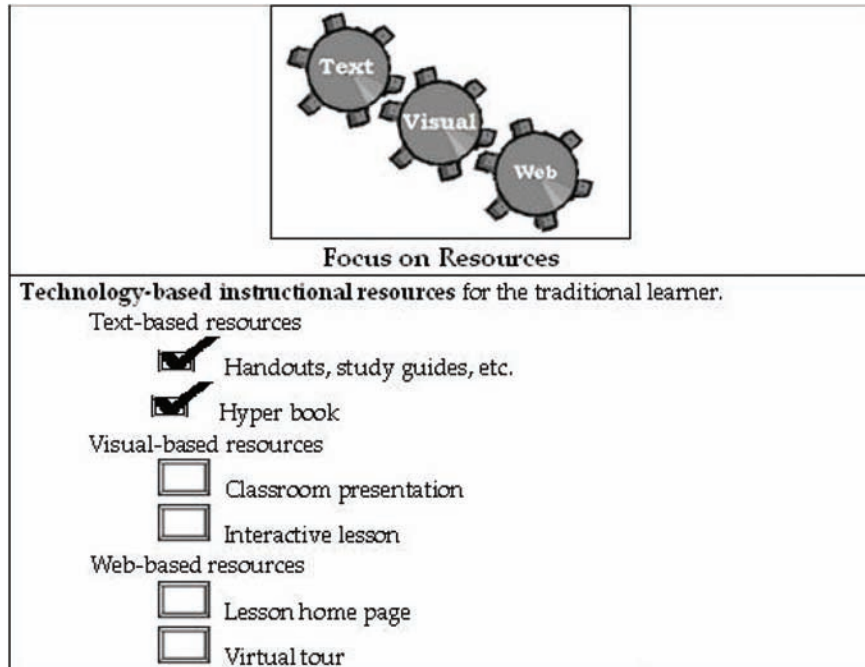 Text
Visual
Web
Focus on Resources
Technology-based instructional resources for the traditional learner.
Text-based resources
Handouts, study guides, etc.
Hyper book
Visual-based resources
Classroom presentation
Interactive lesson
Web-based resources
Lesson home page
Virtual tour